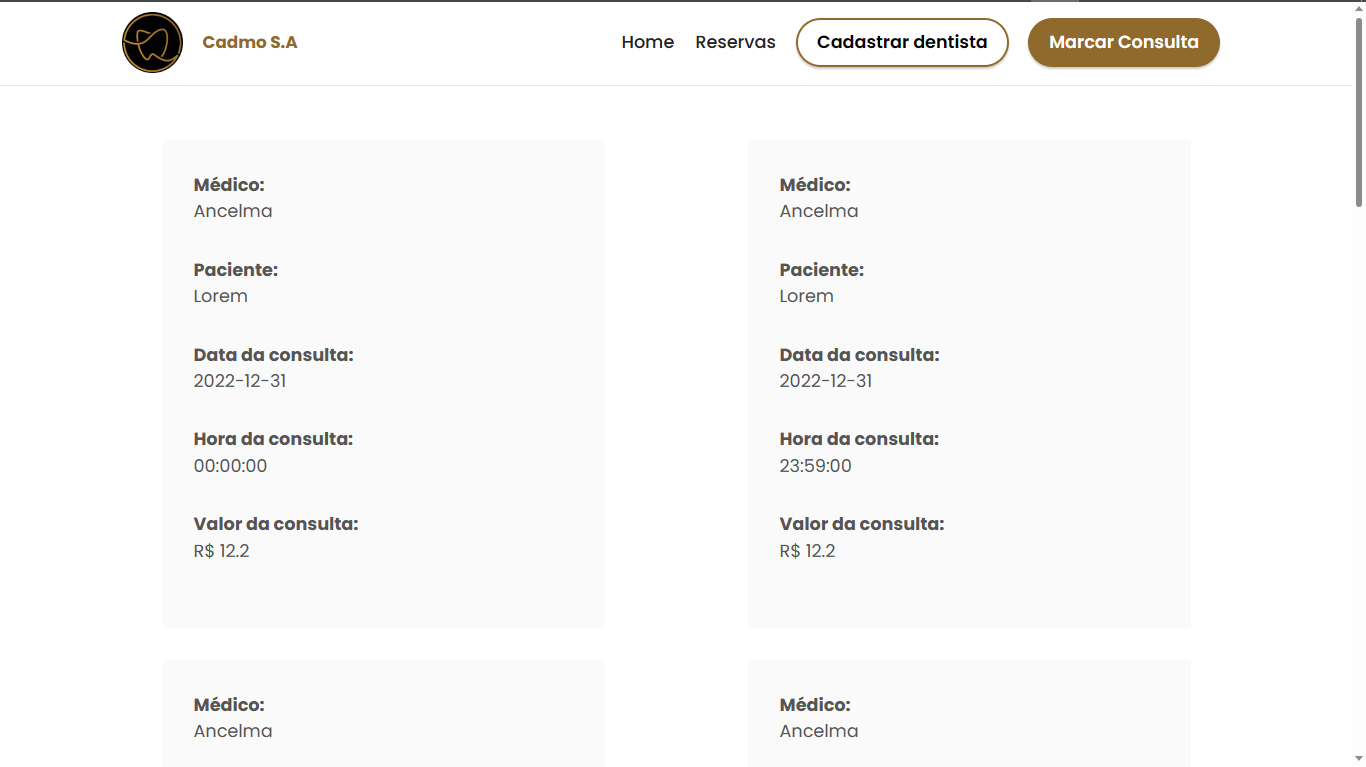 Cadmo S.A
Home
Reservas
Cadastrar dentista
Marcar Consulta
Médico:
Ancelma
Paciente:
Lorem
Data da consulta:
2022-12-31
Hora da consulta:
00:00:00
Valor da consulta:
R$ 12.2
Médico:
Ancelma
Paciente:
Lorem
Data da consulta:
2022-12-31
Hora da consulta:
23:59:00
Valor da consulta:
R$ 12.2
Médico:
Ancelma
Médico:
Ancelma